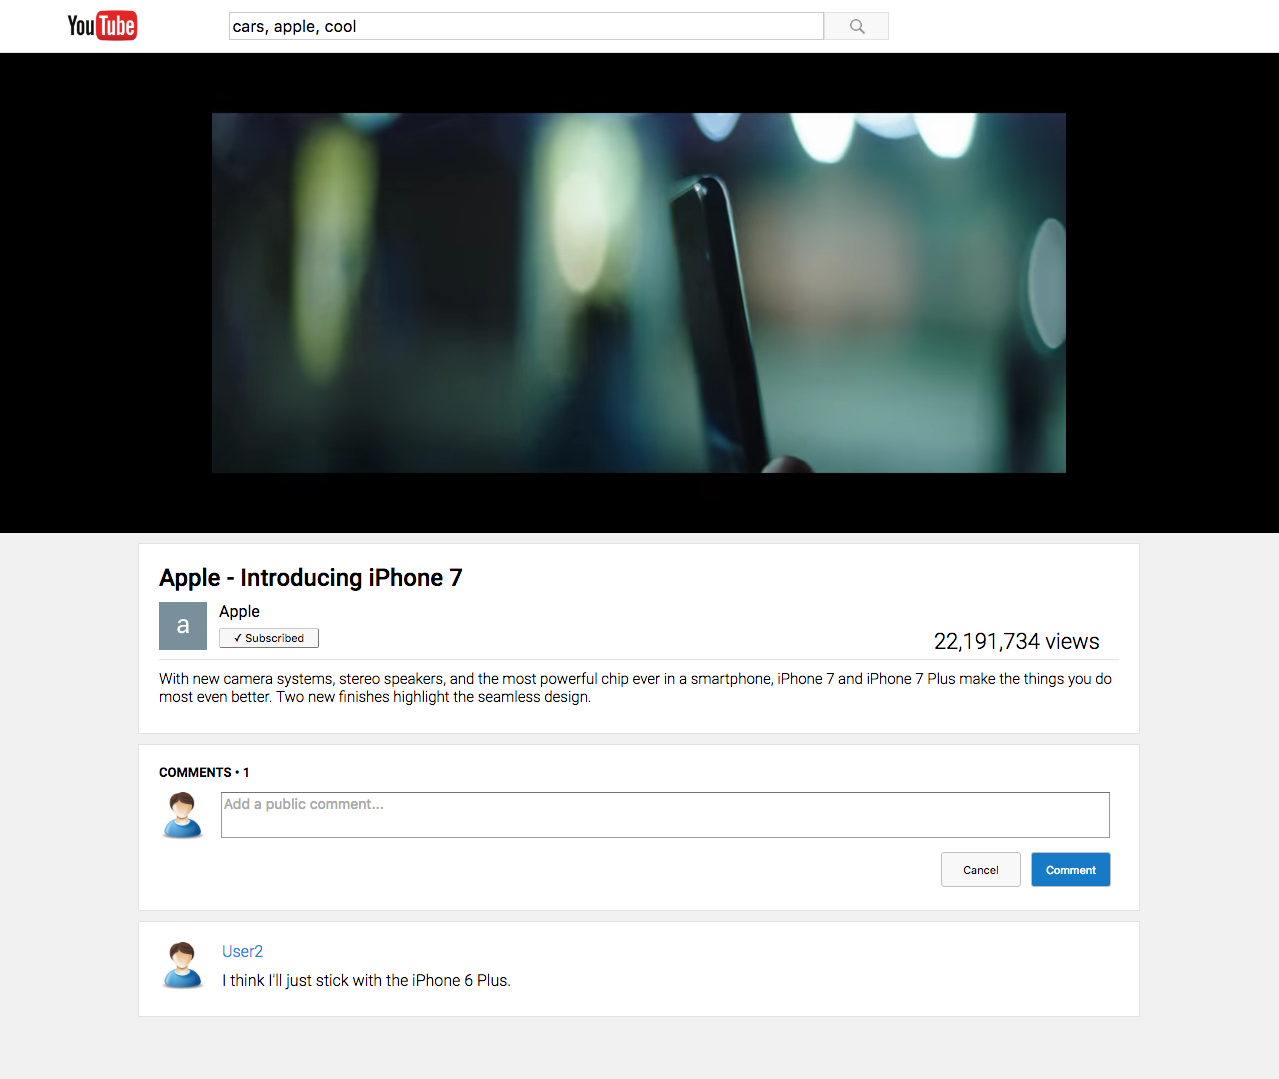 YouTube
cars, apple, cool
Apple - Introducing iPhone 7
a
Apple
✓ Subscribed
22,191,734 views
With new camera systems, stereo speakers, and the most powerful chip ever in a smartphone, iPhone 7 and iPhone 7 Plus make the things you do
most even better. Two new finishes highlight the seamless design.
COMMENTS • 1
Add a public comment...
Cancel
Comment
User2
I think I'll just stick with the iPhone 6 Plus.